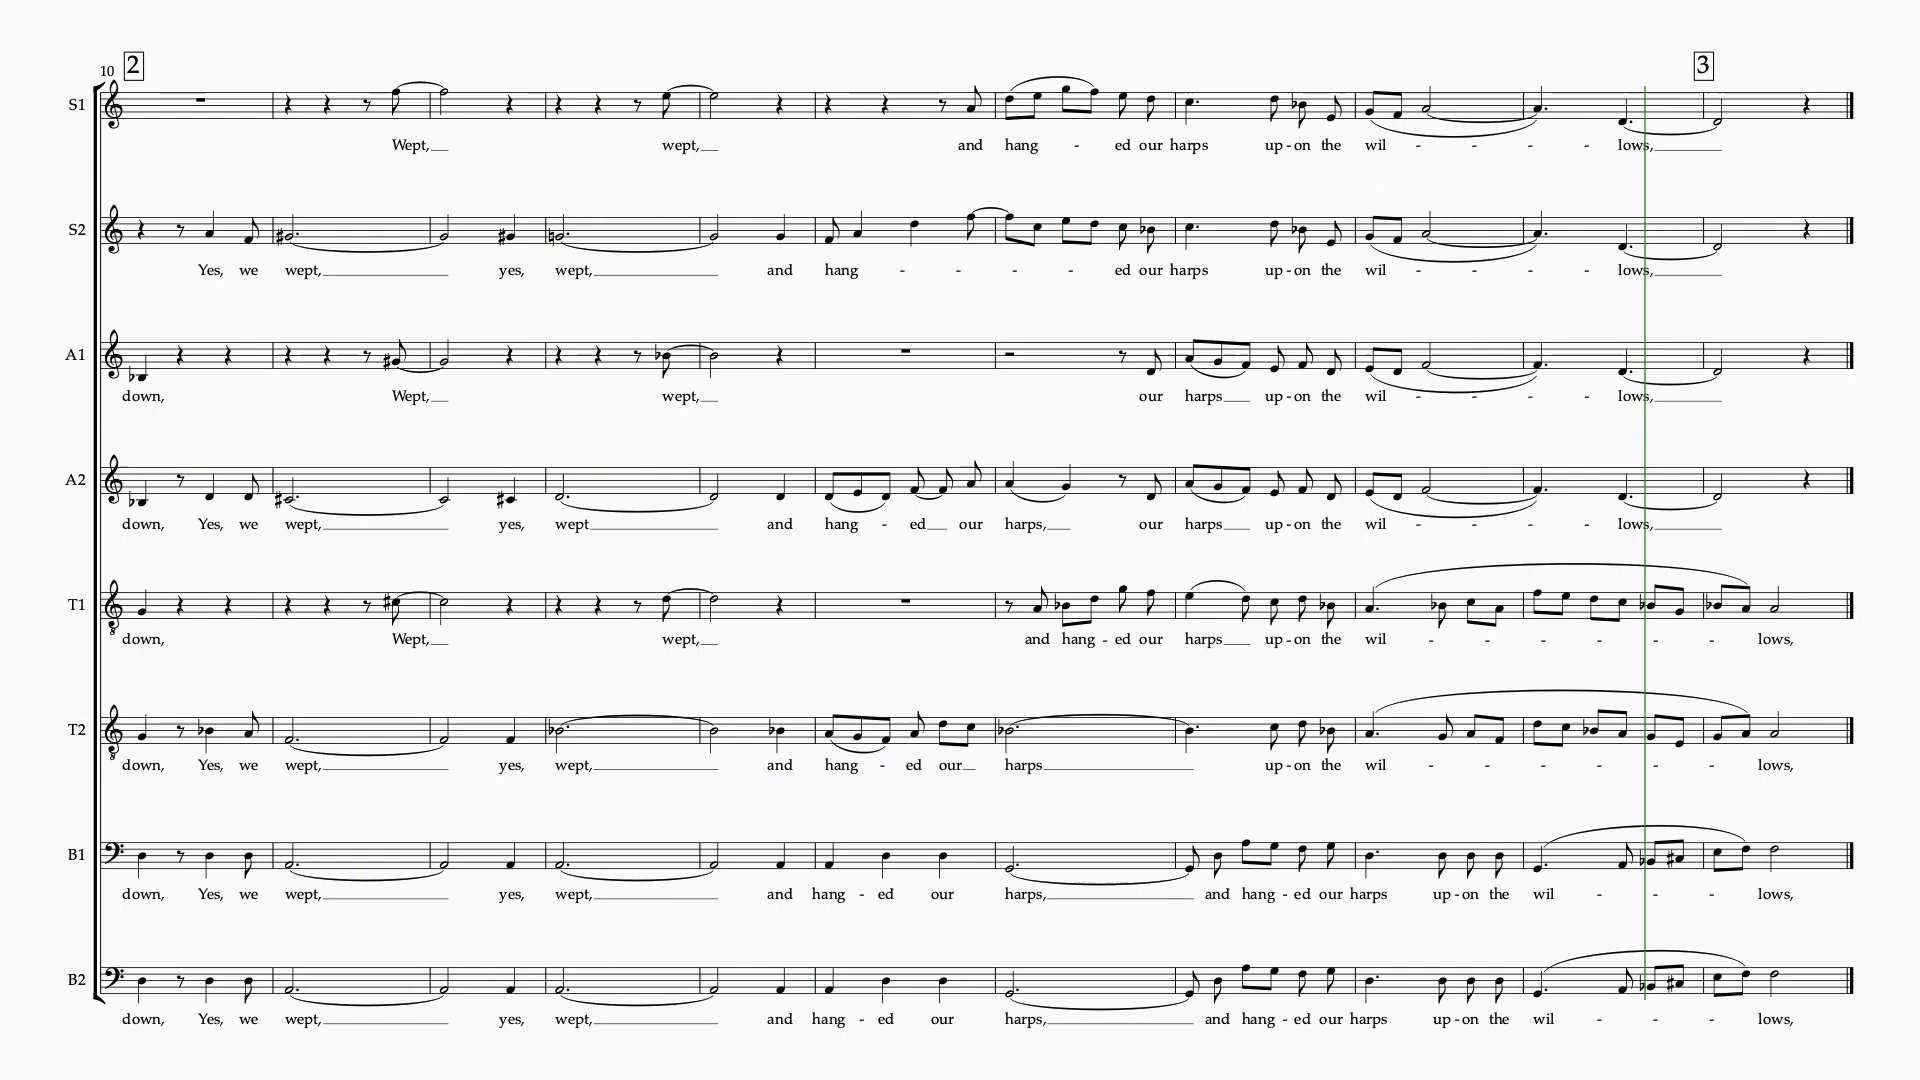 2
3
10
S1
Wept, wept, and hang - ed our harps up - on the wil - - - - lows,
S2
Yes, we wept, yes, wept, and hang - - - - ed our harps up - on the wil - - - - lows,
A1
down, Wept, wept, our harps up - on the wil - - - - lows,
A2
down, Yes, we wept, yes, wept and hang - ed our harps, our harps up - on the wil - - - - lows,
T1
down, Wept, wept, and hang - ed our harps up - on the wil - - - - - - lows,
T2
down, Yes, we wept, yes, wept, and hang - ed our harps up - on the wil - - - - - - lows,
B1
down, Yes, we wept, yes, wept, and hang - ed our harps, and hang - ed our harps up - on the wil - - - lows,
B2
down, Yes, we wept, yes, wept, and hang - ed our harps, and hang - ed our harps up - on the wil - - - lows,